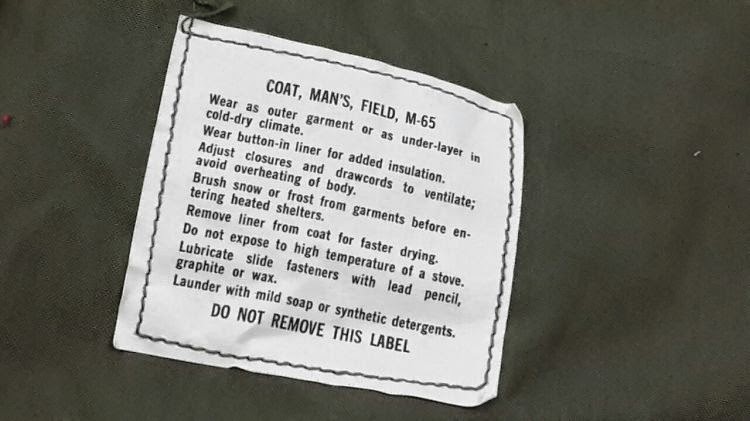 COAT, MAN'S, FIELD, M-65
Wear as outer garment or as under-layer in
cold-dry climate.
Wear button-in liner for added insulation.
Adjust closures and drawcords to ventilate;
avoid overheating of body.
Brush snow or frost from garments before en-
tering heated shelters.
Remove liner from coat for faster drying.
Do not expose to high temperature of a stove.
Lubricate slide fasteners with lead pencil,
graphite or wax.
Launder with mild soap or synthetic detergents.
DO NOT REMOVE THIS LABEL